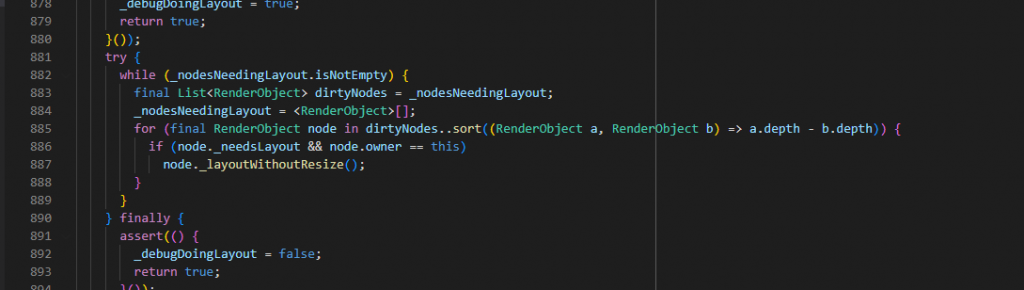 878 _debugDoingLayout = true;
879 return true;
880 }());
881 try {
882 while (_nodesNeedingLayout.isNotEmpty) {
883 final List<RenderObject> dirtyNodes = _nodesNeedingLayout;
884 _nodesNeedingLayout = <RenderObject>[];
885 for (final RenderObject node in dirtyNodes..sort((RenderObject a, RenderObject b) => a.depth - b.depth)) {
886 if (node._needsLayout && node.owner == this)
887 node._layoutWithoutResize();
888 }
889 }
890 } finally {
891 assert(() {
892 _debugDoingLayout = false;
893 return true;
894 }());